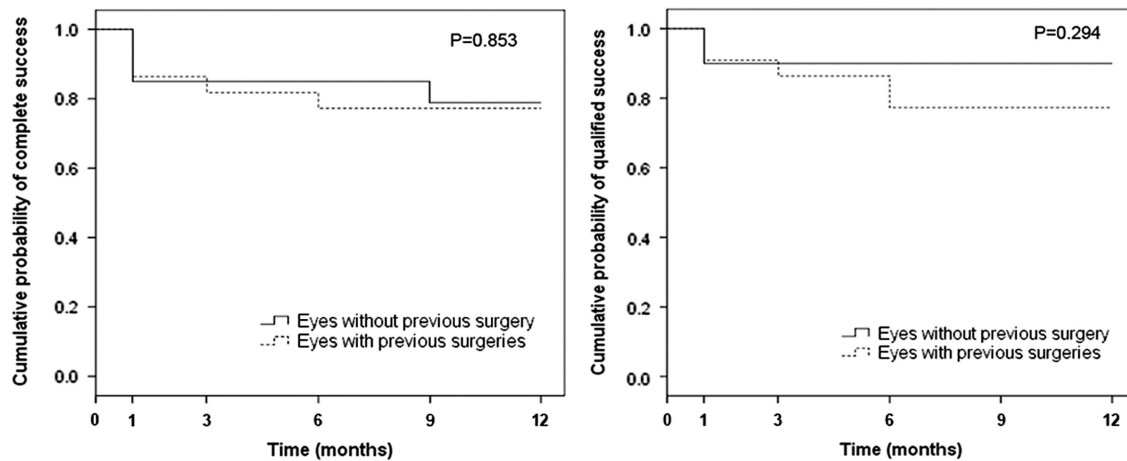 Cumulative probability of complete success
1.0
0.8
0.6
0.4
0.2
0.0
P=0.853
Eyes without previous surgery
Eyes with previous surgeries
0 1 3 6 9 12
Time (months)
Cumulative probability of qualified success
1.0
0.8
0.6
0.4
0.2
0.0
P=0.294
Eyes without previous surgery
Eyes with previous surgeries
0 1 3 6 9 12
Time (months)